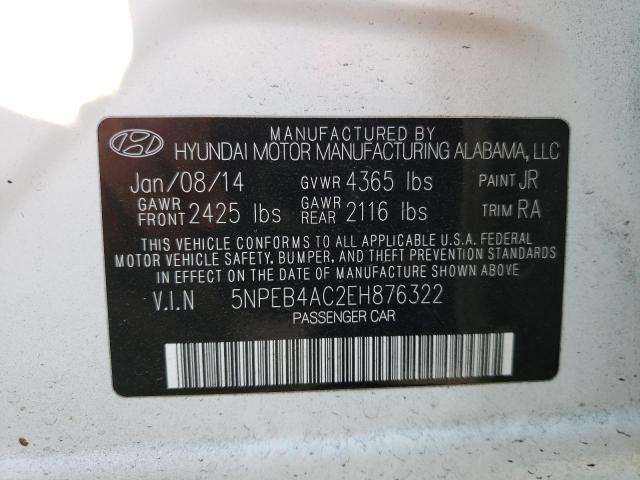 MANUFACTURED BY
HYUNDAI MOTOR MANUFACTURING ALABAMA, LLC
Jan/08/14 GVWR 4365 lbs PAINT JR
GAWR FRONT 2425 lbs GAWR REAR 2116 lbs TRIM RA
THIS VEHICLE CONFORMS TO ALL APPLICABLE U.S.A. FEDERAL
MOTOR VEHICLE SAFETY, BUMPER, AND THEFT PREVENTION STANDARDS
IN EFFECT ON THE DATE OF MANUFACTURE SHOWN ABOVE.
V.I.N 5NPEB4AC2EH876322
PASSENGER CAR